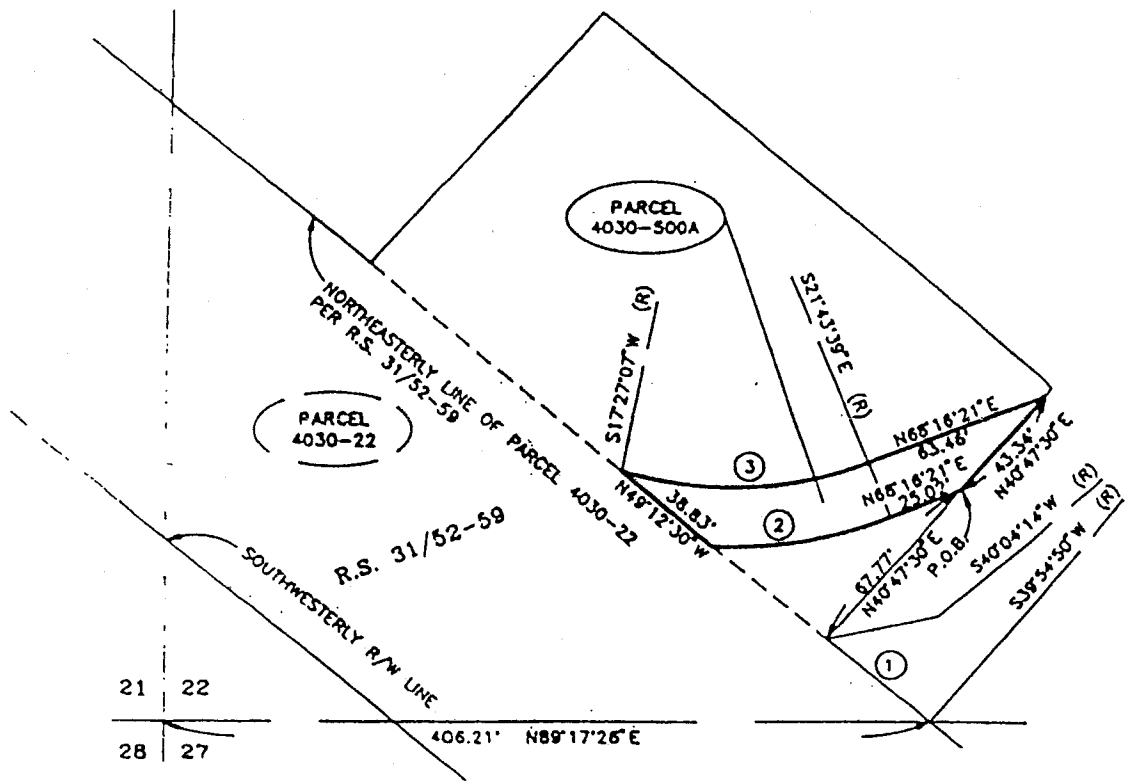 PARCEL
4030-500A
S21°43'39"E (R)
S17°27'07"W (R)
NORTHEASTERLY LINE OF PARCEL 4030-22
PER R.S. 31/52-59
PARCEL
4030-22
3
N68°16'21"E
63.46'
43.34'
N40°47'30"E
38.83'
N49°12'30"W
2
N68°16'21"E
25.02'
67.77'
N40°47'30"E
P.O.B.
S40°04'14"W (R)
S39°54'50"W (R)
R.S. 31/52-59
SOUTHWESTERLY R/W LINE
1
21 22
406.21' N89°17'26"E
28 27